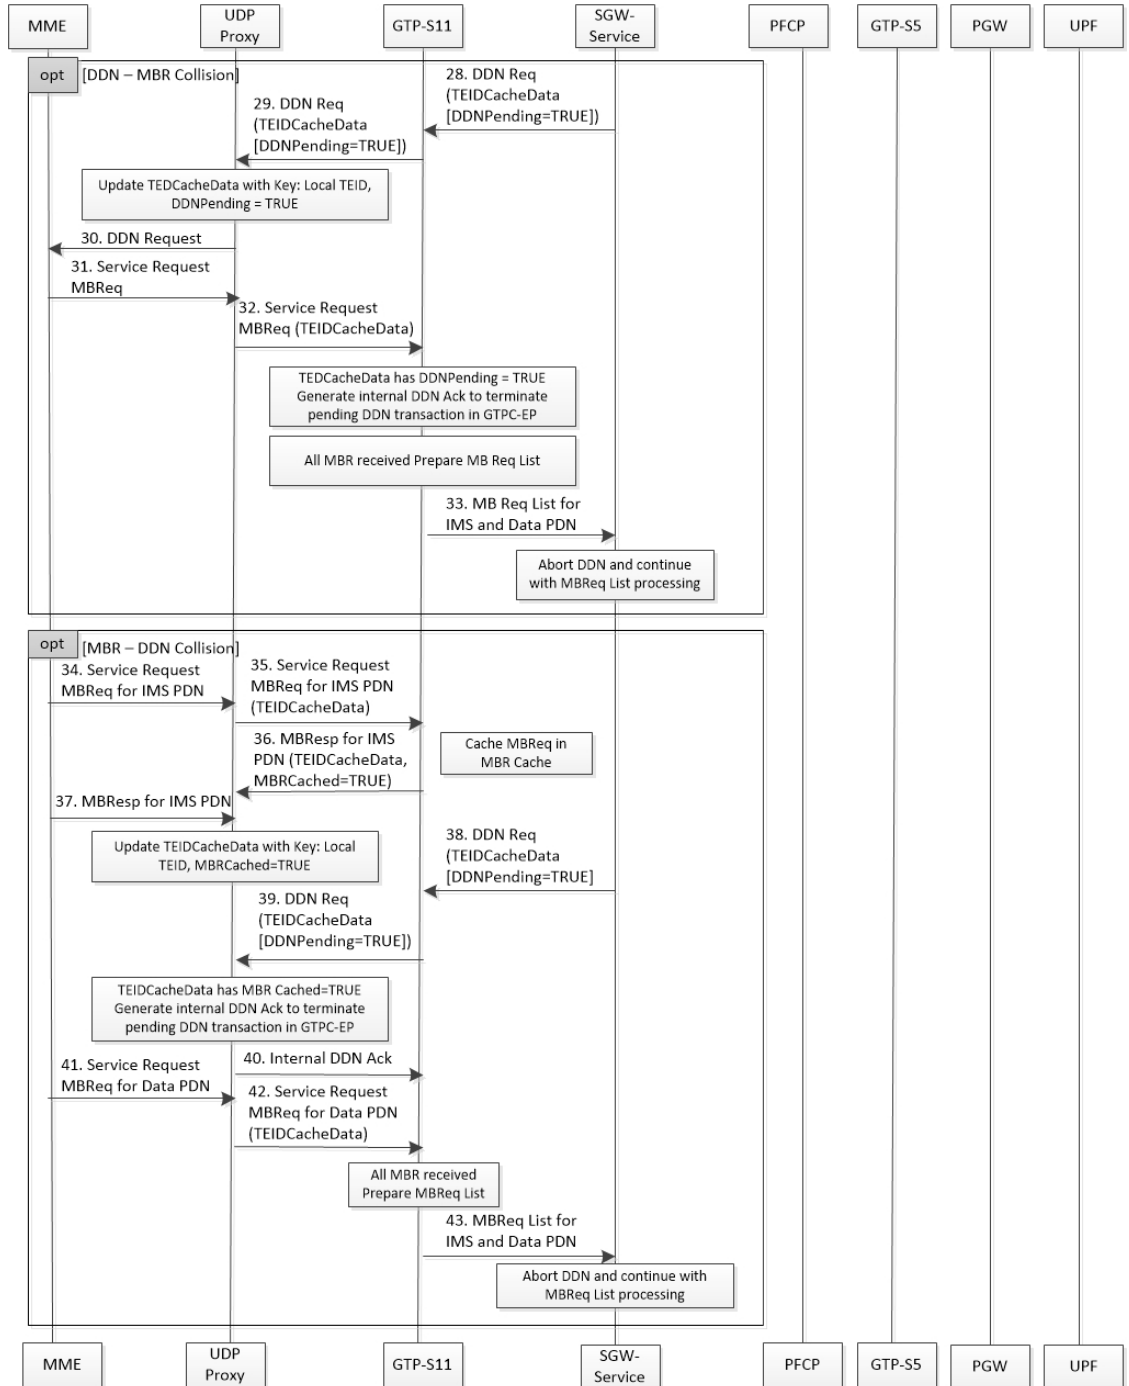 MME
UDP
Proxy
GTP-S11
SGW-
Service
PFCP
GTP-S5
PGW
UPF
opt
[DDN – MBR Collision]
28. DDN Req
(TEIDCacheData
[DDNPending=TRUE])
29. DDN Req
(TEIDCacheData
[DDNPending=TRUE])
Update TEDCacheData with Key: Local TEID,
DDNPending = TRUE
30. DDN Request
31. Service Request
MBReq
32. Service Request
MBReq (TEIDCacheData)
TEDCacheData has DDNPending = TRUE
Generate internal DDN Ack to terminate
pending DDN transaction in GTPC-EP
All MBR received Prepare MB Req List
33. MB Req List for
IMS and Data PDN
Abort DDN and continue
with MBReq List processing
opt
[MBR – DDN Collision]
34. Service Request
MBReq for IMS PDN
35. Service Request
MBReq for IMS PDN
(TEIDCacheData)
36. MBResp for IMS
PDN (TEIDCacheData,
MBRCached=TRUE)
Cache MBReq in
MBR Cache
37. MBResp for IMS PDN
Update TEIDCacheData with Key: Local
TEID, MBRCached=TRUE
38. DDN Req
(TEIDCacheData
[DDNPending=TRUE]
39. DDN Req
(TEIDCacheData
[DDNPending=TRUE])
TEIDCacheData has MBR Cached=TRUE
Generate internal DDN Ack to terminate
pending DDN transaction in GTPC-EP
40. Internal DDN Ack
41. Service Request
MBReq for Data PDN
42. Service Request
MBReq for Data PDN
(TEIDCacheData)
All MBR received
Prepare MBReq List
43. MBReq List for
IMS and Data PDN
Abort DDN and continue with
MBReq List processing
MME
UDP
Proxy
GTP-S11
SGW-
Service
PFCP
GTP-S5
PGW
UPF